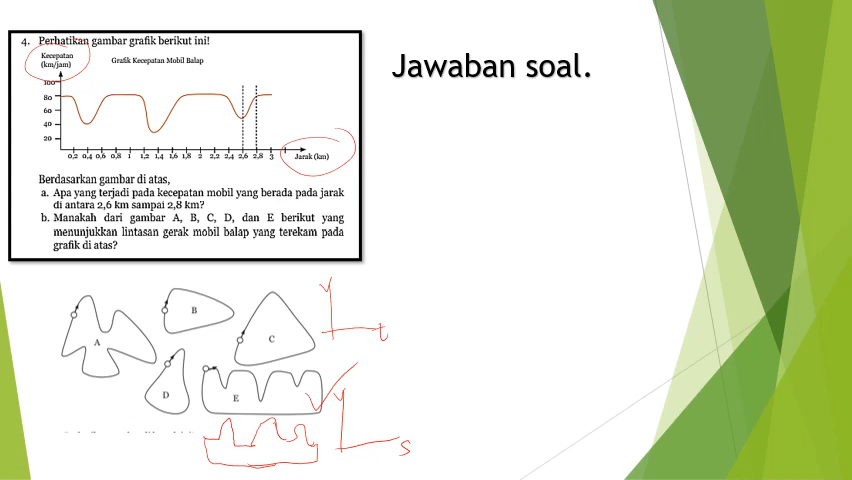 4. Perhatikan gambar grafik berikut ini!
Kecepatan
(km/jam)
Grafik Kecepatan Mobil Balap
100
80
60
40
20
0,2 0,4 0,6 0,8 1 1,2 1,4 1,6 1,8 2 2,2 2,4 2,6 2,8 3
Jarak (km)
Berdasarkan gambar di atas,
a. Apa yang terjadi pada kecepatan mobil yang berada pada jarak
di antara 2,6 km sampai 2,8 km?
b. Manakah dari gambar A, B, C, D, dan E berikut yang
menunjukkan lintasan gerak mobil balap yang terekam pada
grafik di atas?
Jawaban soal.
A
B
C
D
E
v
t
v
s